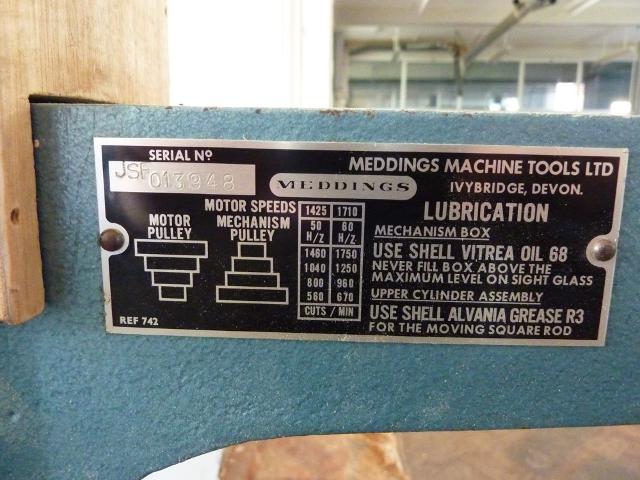 SERIAL Nº
JSF 013948
MEDDINGS MACHINE TOOLS LTD
MEDDINGS
IVYBRIDGE, DEVON.
MOTOR PULLEY
MOTOR SPEEDS
MECHANISM PULLEY
1425 1710
50 H/z 60 H/z
1460 1750
1040 1250
800 960
560 670
CUTS / MIN
REF 742
LUBRICATION
MECHANISM BOX
USE SHELL VITREA OIL 68
NEVER FILL BOX ABOVE THE
MAXIMUM LEVEL ON SIGHT GLASS
UPPER CYLINDER ASSEMBLY
USE SHELL ALVANIA GREASE R3
FOR THE MOVING SQUARE ROD